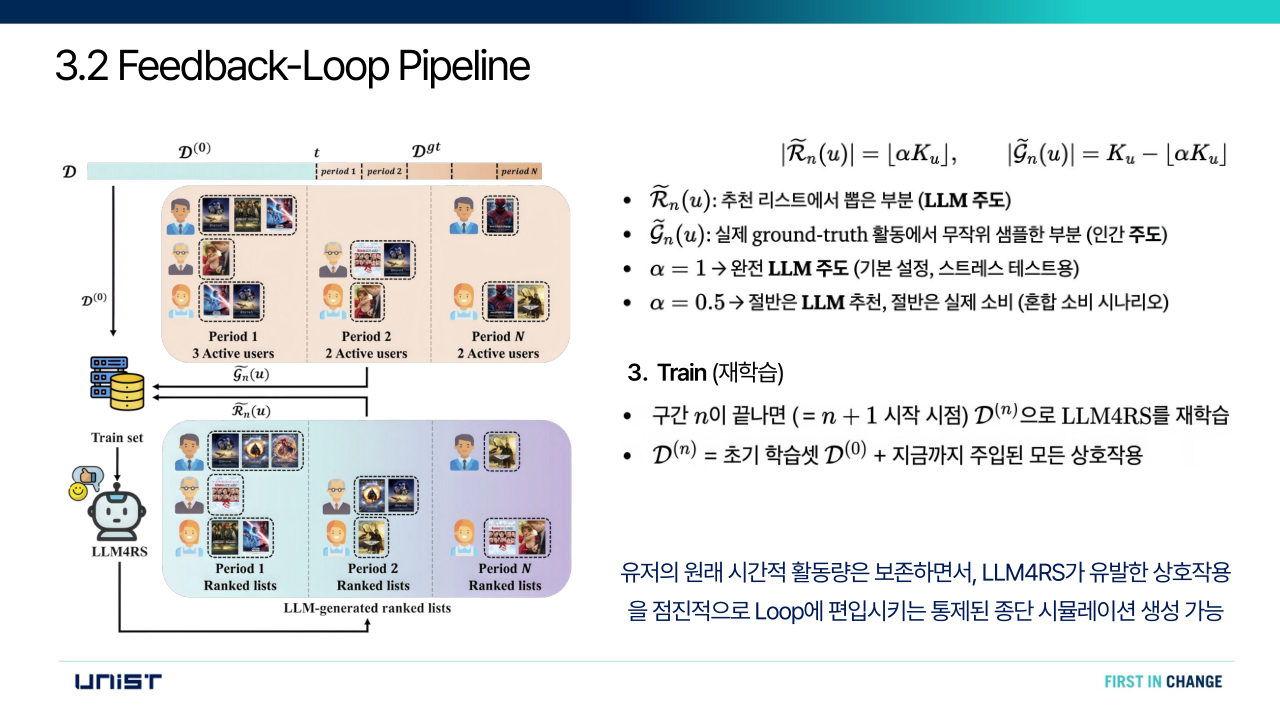 3.2 Feedback-Loop Pipeline
𝒟
𝒟⁽⁰⁾
t
𝒟ᵍᵗ
period 1
period 2
period N
𝒟⁽⁰⁾
Period 1
3 Active users
Period 2
2 Active users
Period N
2 Active users
𝒢̃ₙ(u)
ℛ̃ₙ(u)
Train set
LLM4RS
Period 1
Ranked lists
Period 2
Ranked lists
Period N
Ranked lists
LLM-generated ranked lists
|ℛ̃ₙ(u)| = ⌊αKᵤ⌋, |𝒢̃ₙ(u)| = Kᵤ − ⌊αKᵤ⌋
• ℛ̃ₙ(u): 추천 리스트에서 뽑은 부분 (LLM 주도)
• 𝒢̃ₙ(u): 실제 ground-truth 활동에서 무작위 샘플한 부분 (인간 주도)
• α = 1 → 완전 LLM 주도 (기본 설정, 스트레스 테스트용)
• α = 0.5 → 절반은 LLM 추천, 절반은 실제 소비 (혼합 소비 시나리오)
3. Train (재학습)
• 구간 n이 끝나면 (= n + 1 시작 시점) 𝒟⁽ⁿ⁾으로 LLM4RS를 재학습
• 𝒟⁽ⁿ⁾ = 초기 학습셋 𝒟⁽⁰⁾ + 지금까지 주입된 모든 상호작용
유저의 원래 시간적 활동량은 보존하면서, LLM4RS가 유발한 상호작용
을 점진적으로 Loop에 편입시키는 통제된 종단 시뮬레이션 생성 가능
UNIST
FIRST IN CHANGE